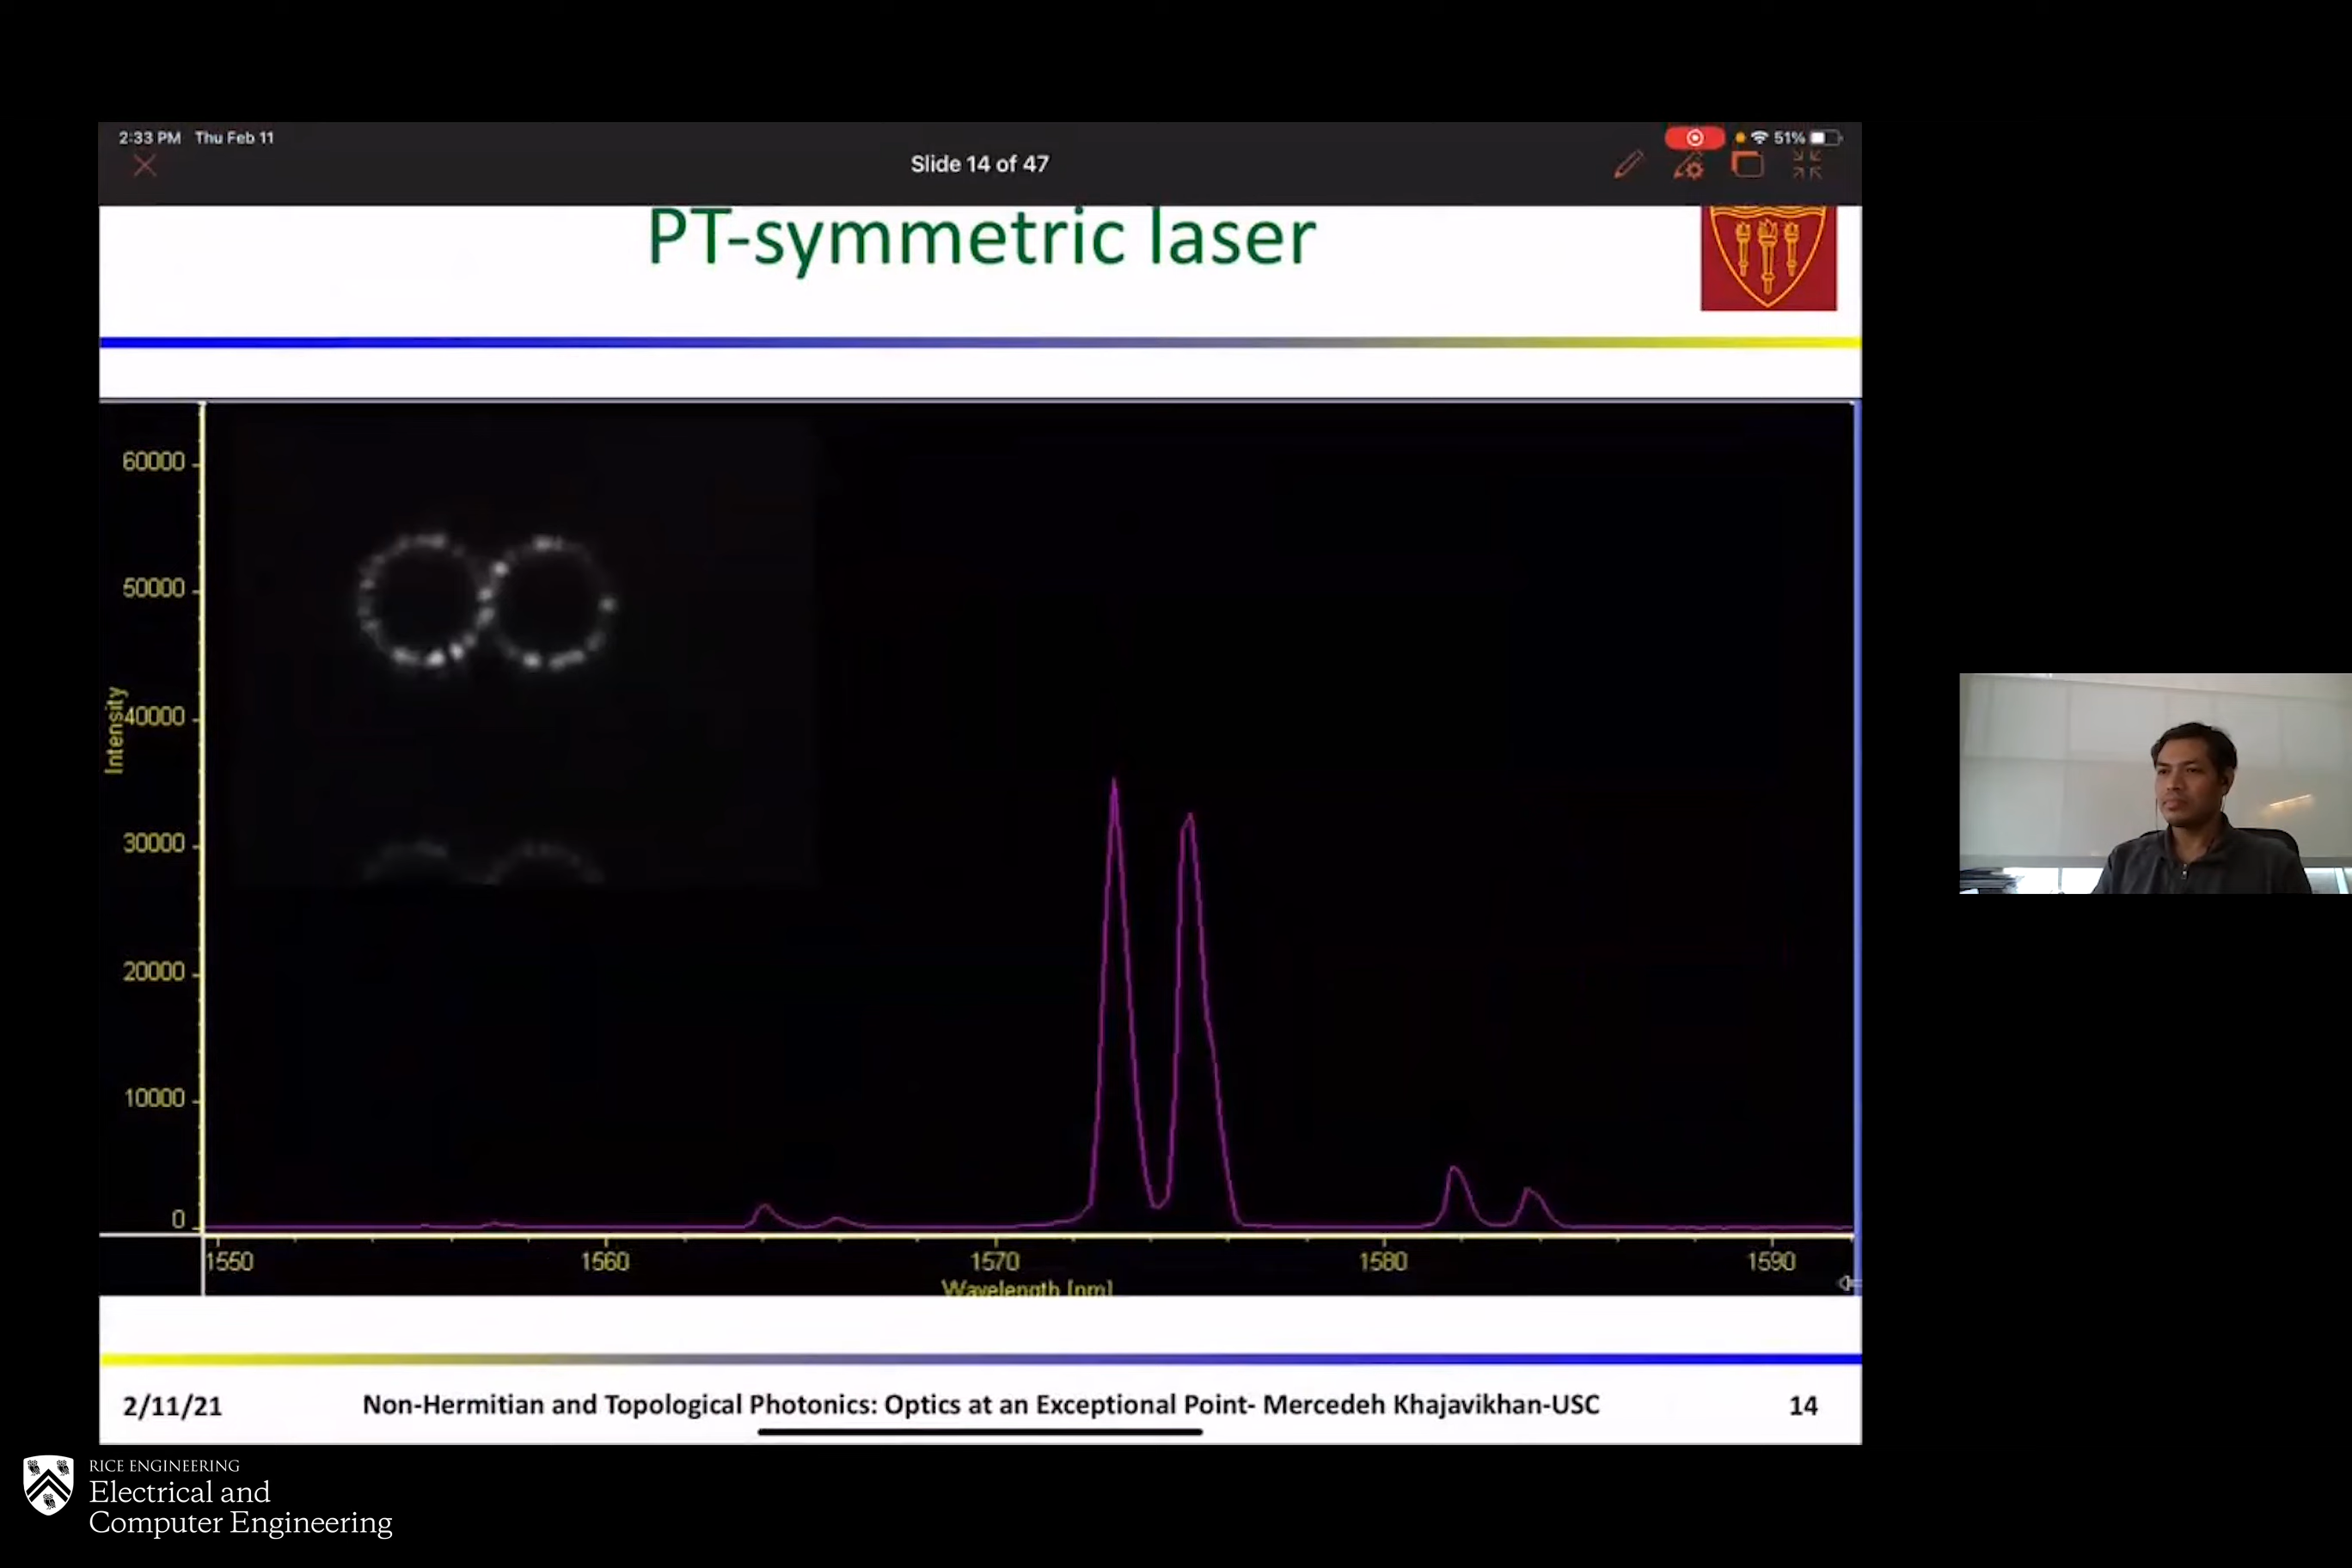 2:33 PM Thu Feb 11
51%
Slide 14 of 47
PT-symmetric laser
60000
50000
40000
30000
20000
10000
0
Intensity
1550 1560 1570 1580 1590
Wavelength [nm]
2/11/21 Non-Hermitian and Topological Photonics: Optics at an Exceptional Point- Mercedeh Khajavikhan-USC 14
RICE ENGINEERING
Electrical and
Computer Engineering